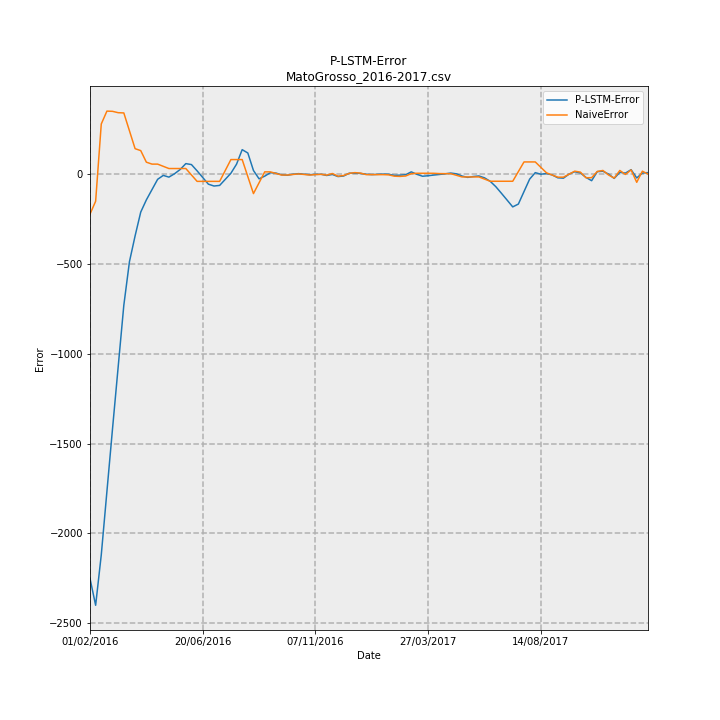 P-LSTM-Error
MatoGrosso_2016-2017.csv
P-LSTM-Error
NaiveError
0
−500
−1000
−1500
−2000
−2500
Error
01/02/2016 20/06/2016 07/11/2016 27/03/2017 14/08/2017
Date